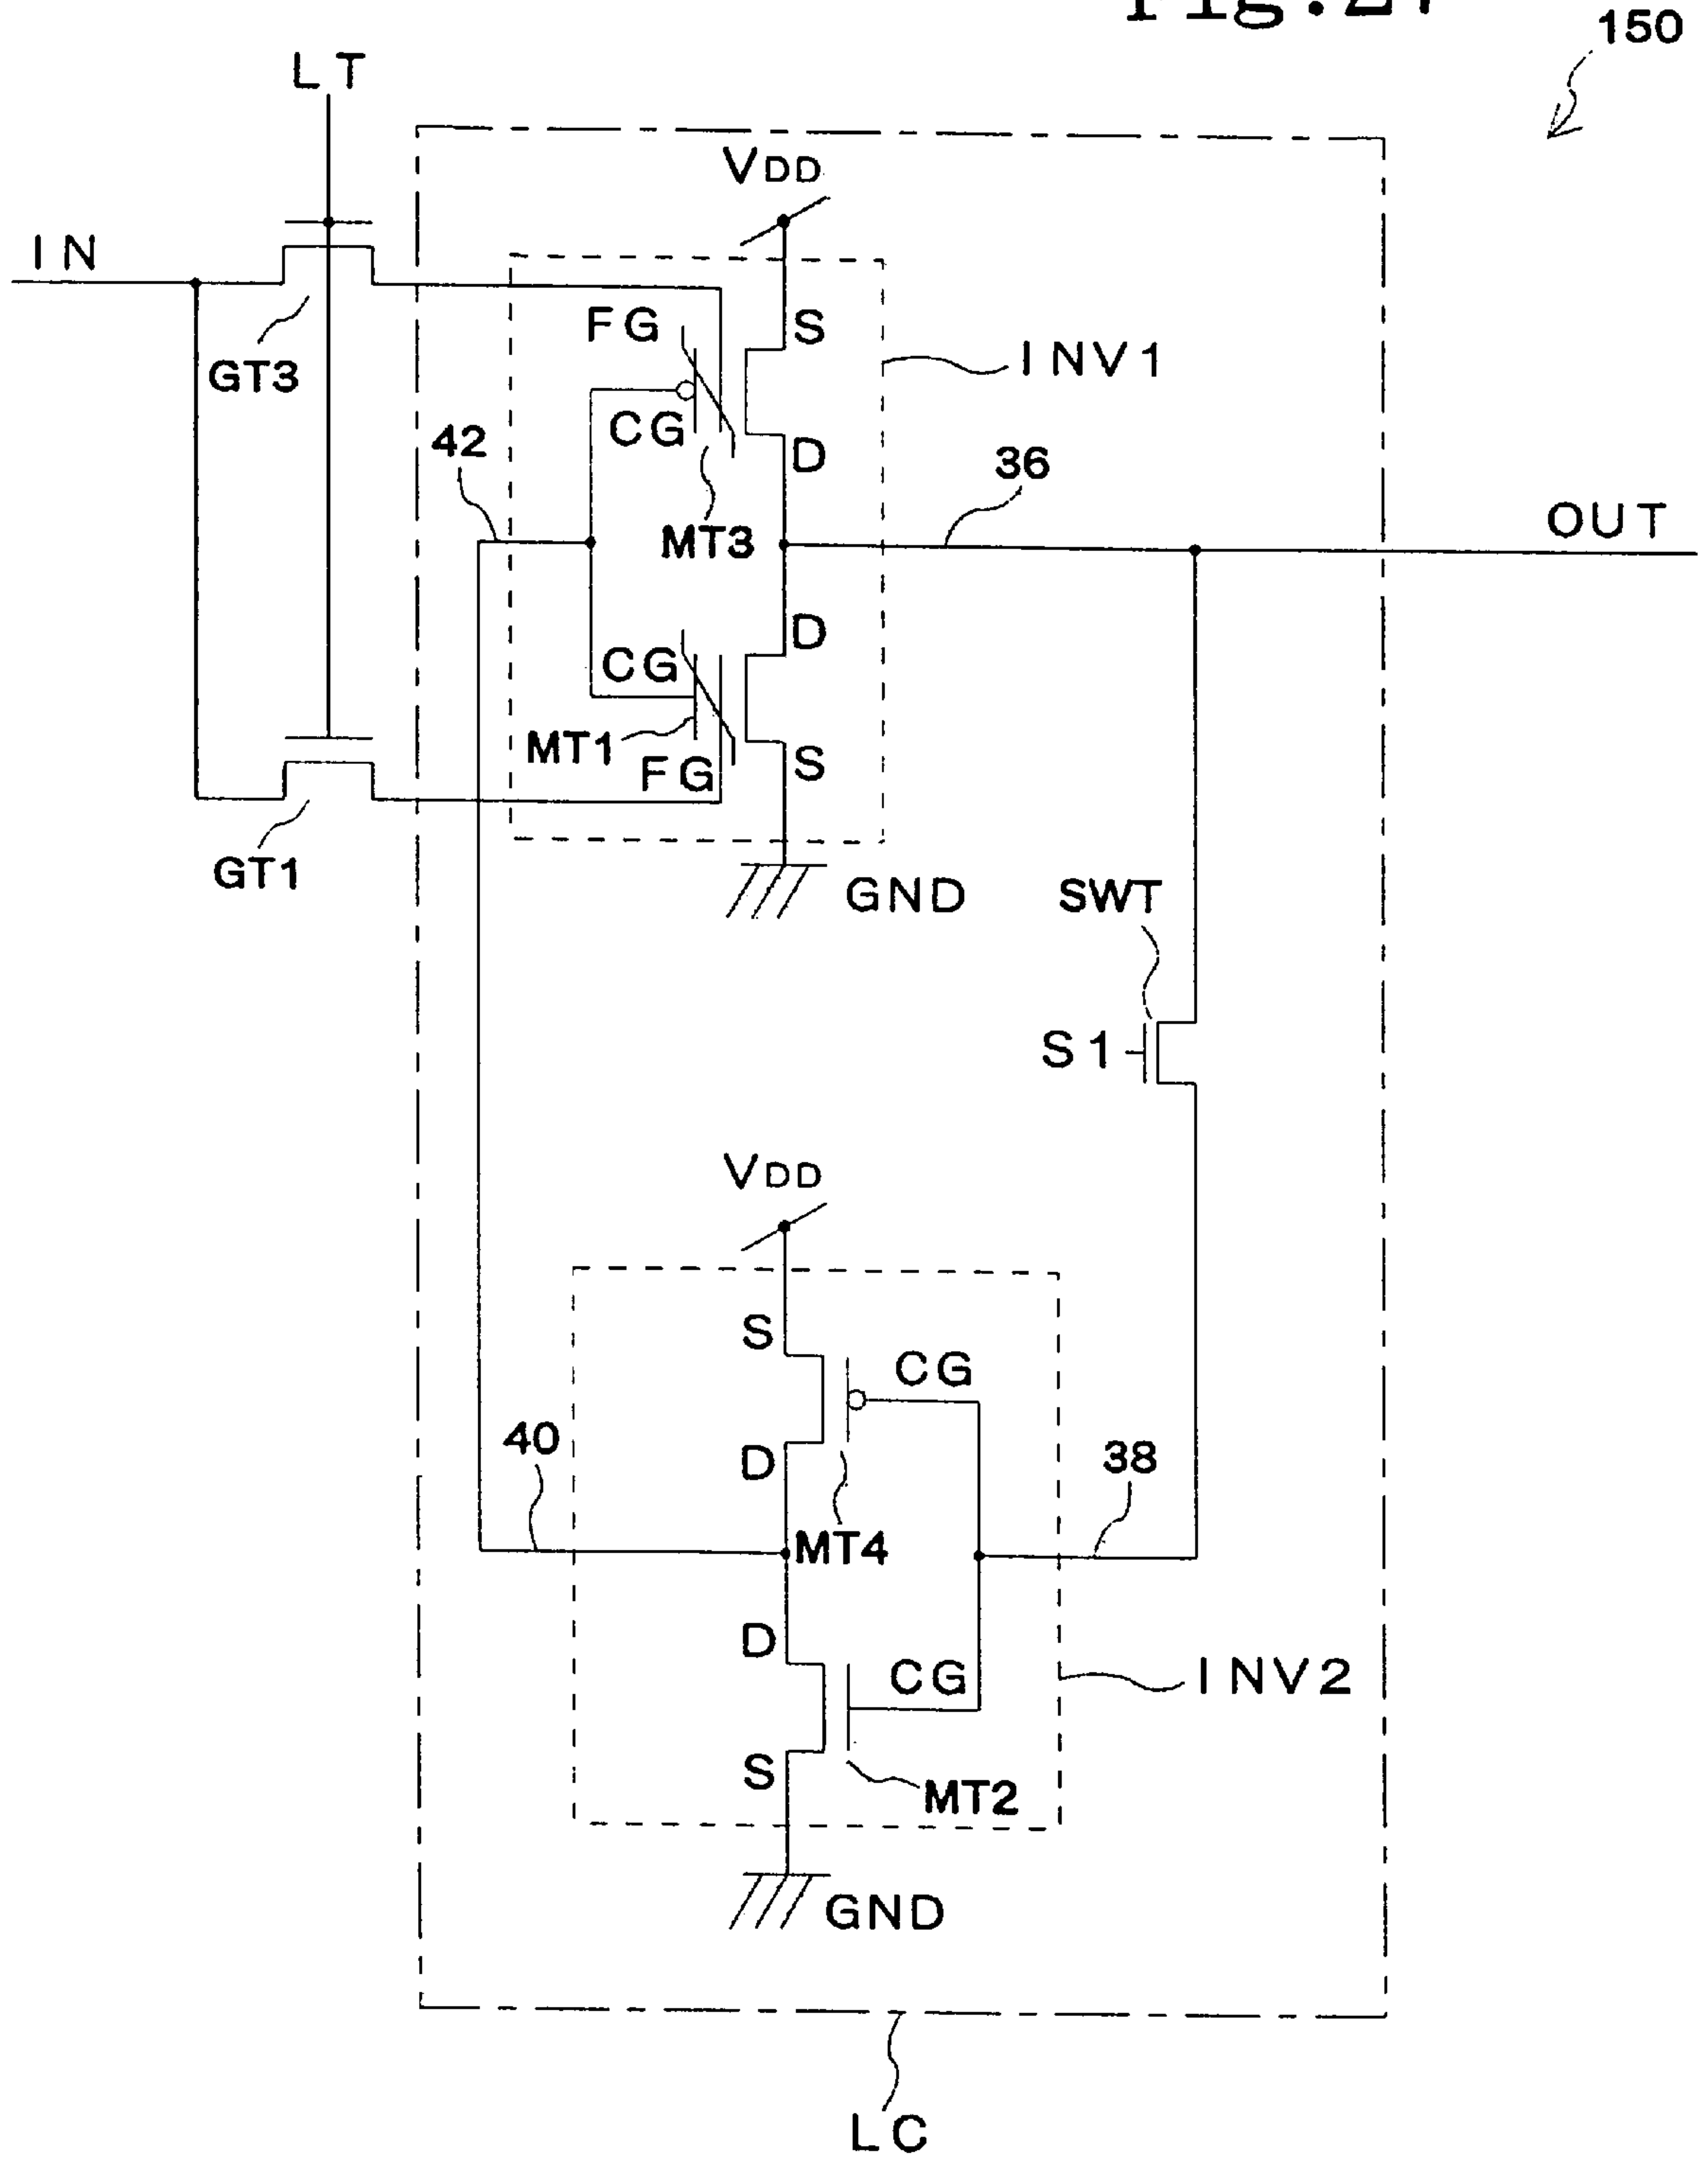 150
LT
VDD
IN
FG
S
INV1
GT3
CG
42
D
36
MT3
OUT
D
CG
MT1
S
FG
GT1
GND
SWT
S1
VDD
S
CG
40
D
38
MT4
D
CG
INV2
S
MT2
GND
LC